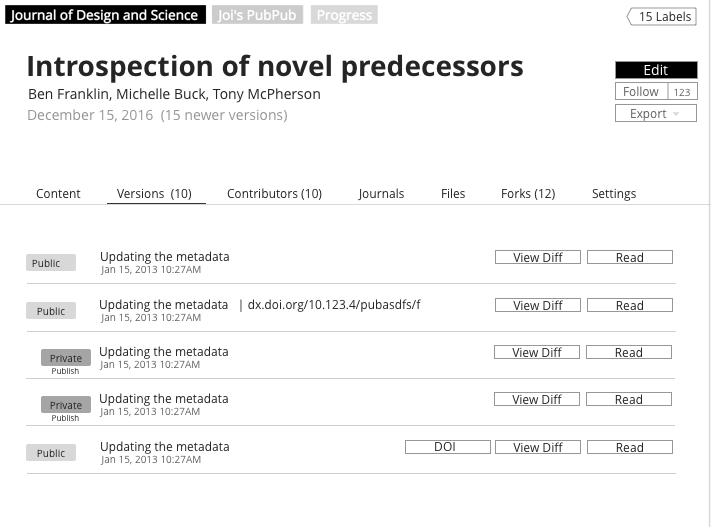 Journal of Design and Science Joi's PubPub Progress 15 Labels
Introspection of novel predecessors
Edit
Ben Franklin, Michelle Buck, Tony McPherson
Follow 123
December 15, 2016 (15 newer versions)
Export
Content Versions (10) Contributors (10) Journals Files Forks (12) Settings
Public Updating the metadata View Diff Read
Jan 15, 2013 10:27AM
Public Updating the metadata | dx.doi.org/10.123.4/pubasdfs/f View Diff Read
Jan 15, 2013 10:27AM
Private Updating the metadata View Diff Read
Jan 15, 2013 10:27AM
Publish
Private Updating the metadata View Diff Read
Jan 15, 2013 10:27AM
Publish
Public Updating the metadata DOI View Diff Read
Jan 15, 2013 10:27AM